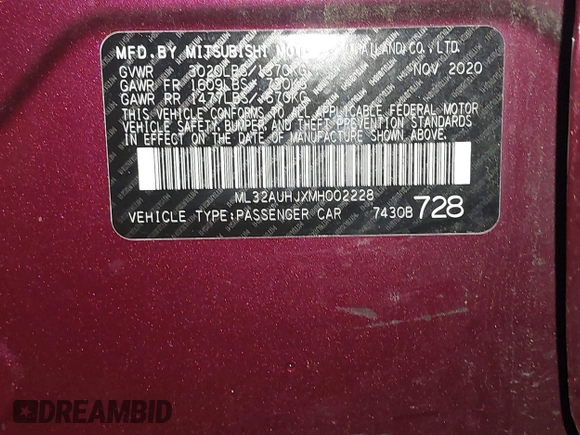 MFD.BY MITSUBISHI MOTORS (THAILAND) CO., LTD.
GVWR 3020LBS/1370KG NOV 2020
GAWR FR 1609LBS/ 730KG
GAWR RR 1477LBS/ 670KG
THIS VEHICLE CONFORMS TO ALL APPLICABLE FEDERAL MOTOR
VEHICLE SAFETY, BUMPER, AND THEFT PREVENTION STANDARDS
IN EFFECT ON THE DATE OF MANUFACTURE SHOWN ABOVE.
ML32AUHJXMH002228
VEHICLE TYPE:PASSENGER CAR 7430B 728
DREAMBID